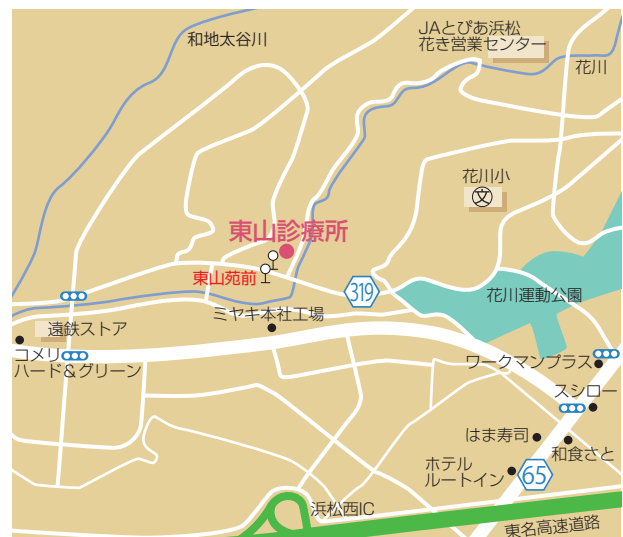 和地太谷川
JAとぴあ浜松
花き営業センター
花川
花川小
文
東山診療所
東山苑前
319
花川運動公園
ミヤキ本社工場
遠鉄ストア
コメリ
ハード&グリーン
ワークマンプラス
スシロー
はま寿司
和食さと
ホテル
ルートイン
65
浜松西IC
東名高速道路